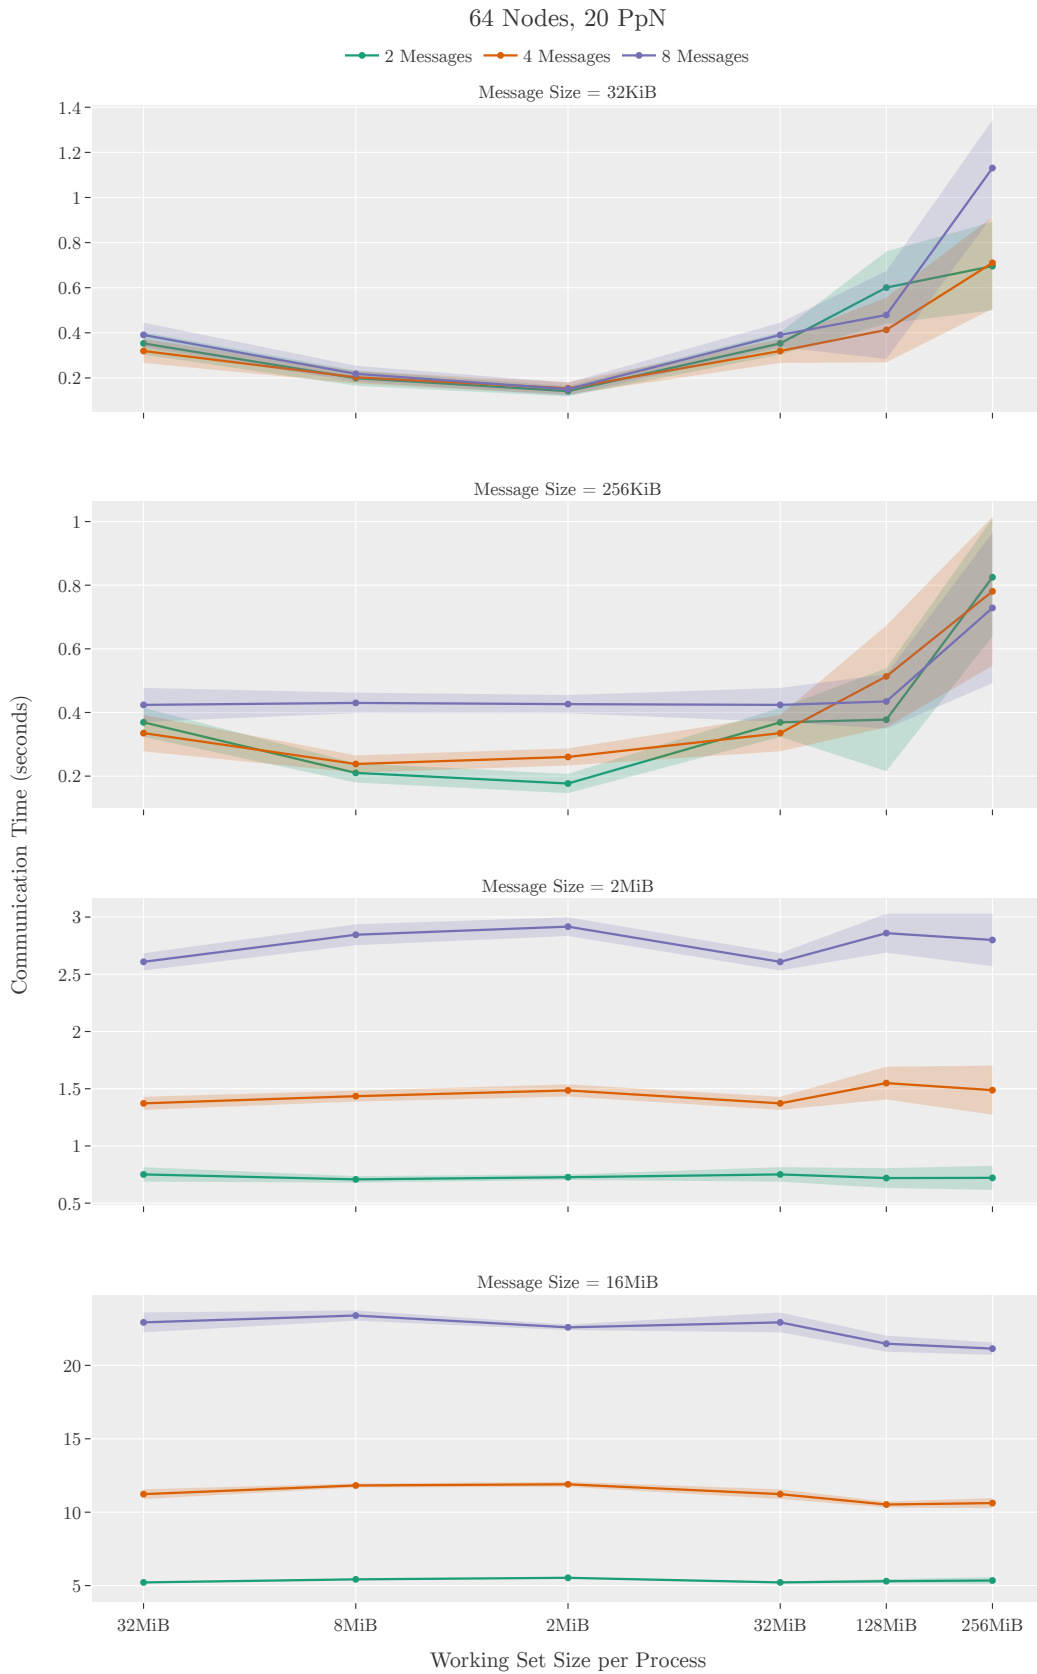 64 Nodes, 20 PpN
2 Messages 4 Messages 8 Messages
Message Size = 32KiB
1.4
1.2
1
0.8
0.6
0.4
0.2
Message Size = 256KiB
1
0.8
0.6
0.4
0.2
Communication Time (seconds)
Message Size = 2MiB
3
2.5
2
1.5
1
0.5
Message Size = 16MiB
20
15
10
5
32MiB 8MiB 2MiB 32MiB 128MiB 256MiB
Working Set Size per Process